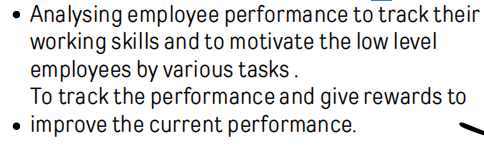 • Analysing employee performance to track their
working skills and to motivate the low level
employees by various tasks .
To track the performance and give rewards to
• improve the current performance.